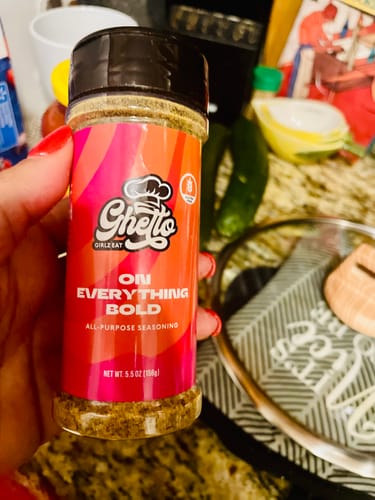 Ghetto
GIRLZ EAT
ON
EVERYTHING
BOLD
ALL-PURPOSE SEASONING
NET WT. 5.5 OZ (156g)